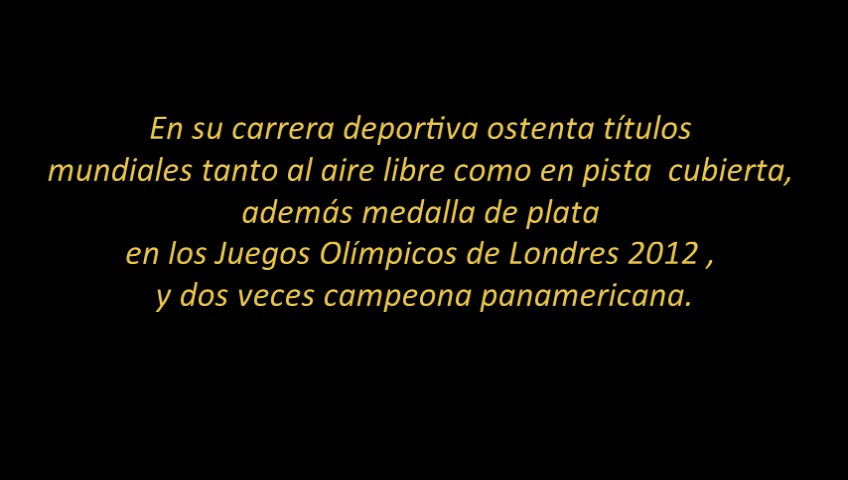 En su carrera deportiva ostenta títulos
mundiales tanto al aire libre como en pista  cubierta,
además medalla de plata
en los Juegos Olímpicos de Londres 2012 ,
y dos veces campeona panamericana.